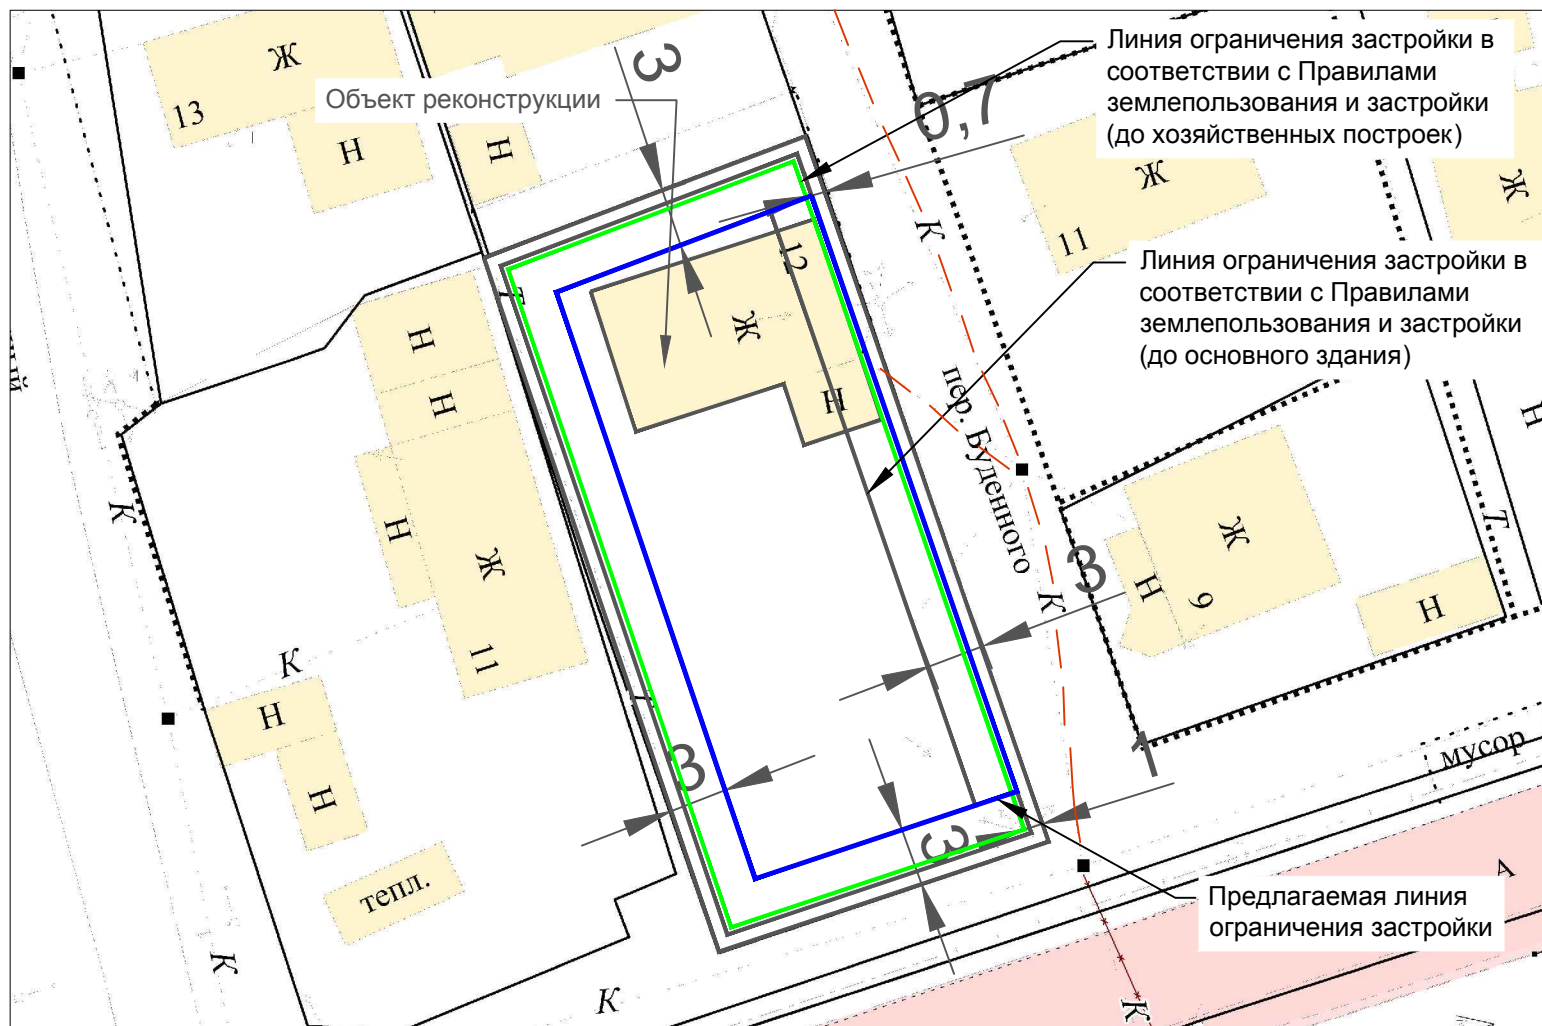 Линия ограничения застройки в
соответствии с Правилами
землепользования и застройки
(до хозяйственных построек)
Объект реконструкции
3
0,7
Ж
13
Н
Н
Ж
11
Ж
К
Линия ограничения застройки в
соответствии с Правилами
землепользования и застройки
(до основного здания)
12
Ж
Н
Н
Н
Н
Ж
11
пер. Буденного
К
К
3
Ж
Н
9
Н
Н
К
Н
Н
тепл.
3
3
1
мусор
А
Предлагаемая линия
ограничения застройки
К
К
К